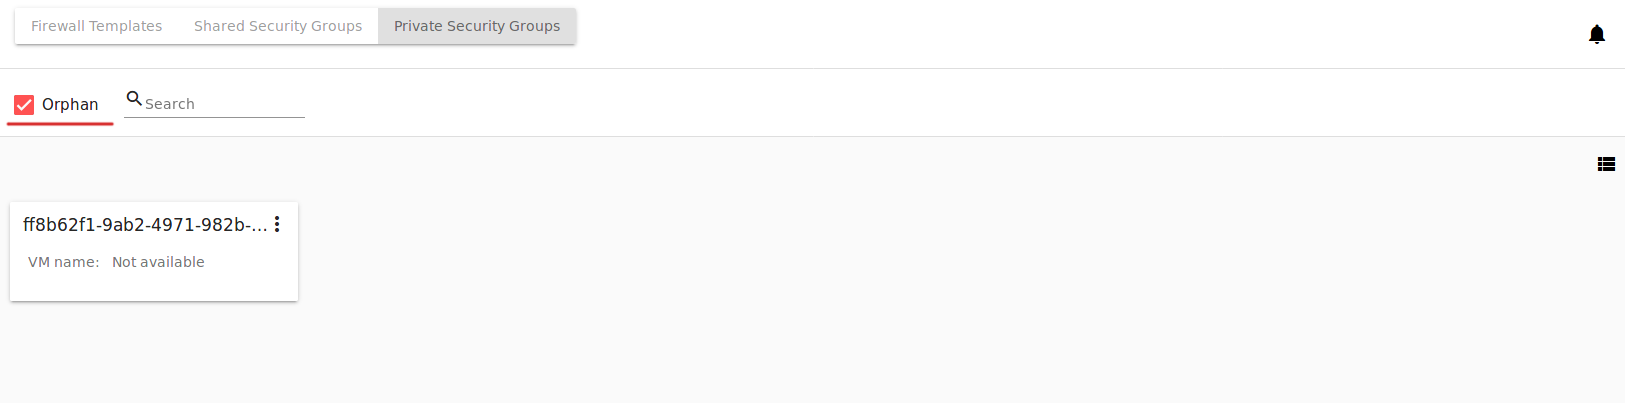 Firewall Templates Shared Security Groups Private Security Groups
Orphan Search
ff8b62f1-9ab2-4971-982b-...
VM name: Not available